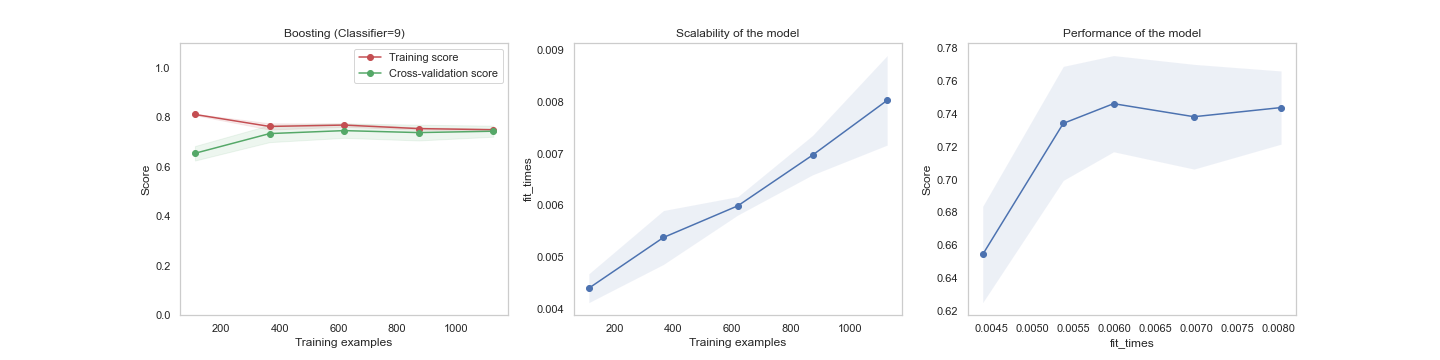 Boosting (Classifier=9)
Training score
Cross-validation score
1.0
0.8
0.6
0.4
0.2
0.0
Score
200 400 600 800 1000
Training examples
Scalability of the model
0.009
0.008
0.007
0.006
0.005
0.004
fit_times
200 400 600 800 1000
Training examples
Performance of the model
0.78
0.76
0.74
0.72
0.70
0.68
0.66
0.64
0.62
Score
0.0045 0.0050 0.0055 0.0060 0.0065 0.0070 0.0075 0.0080
fit_times